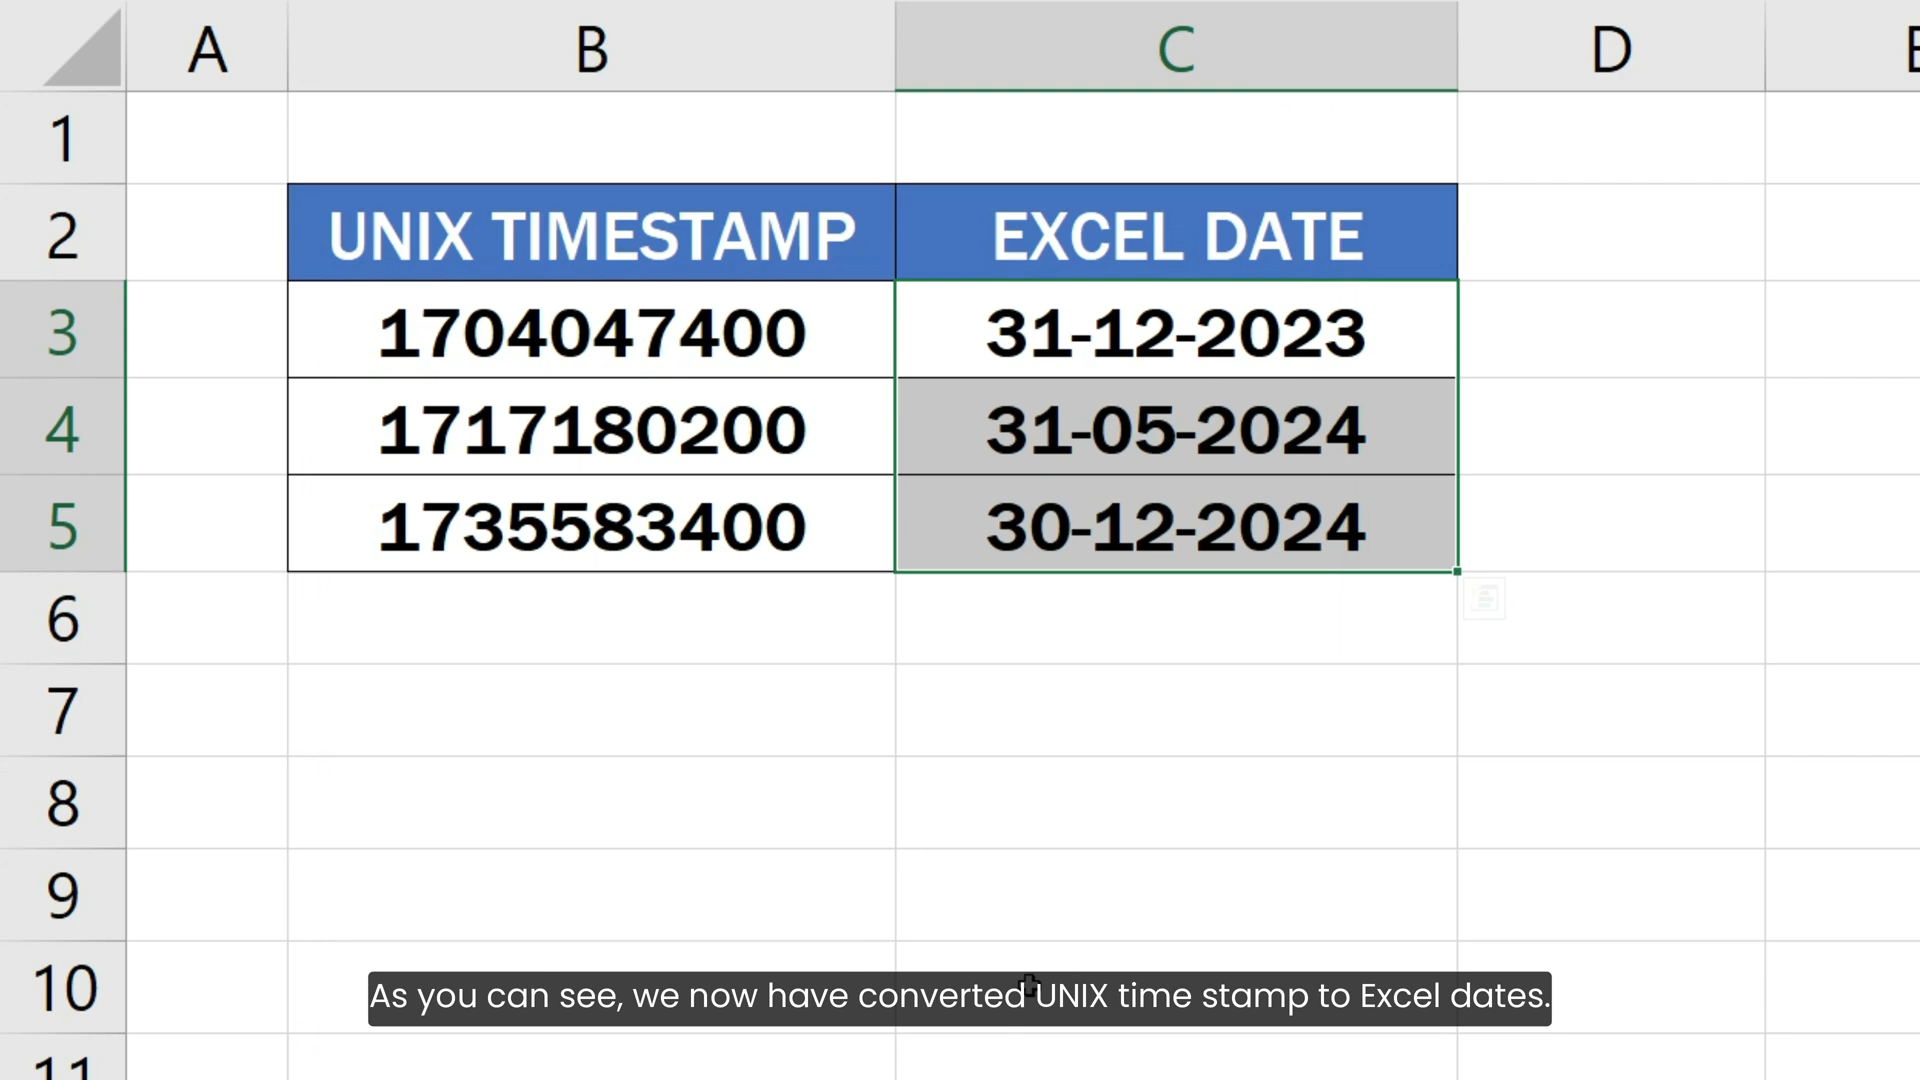 A B C D
1
2 UNIX TIMESTAMP EXCEL DATE
3 1704047400 31-12-2023
4 1717180200 31-05-2024
5 1735583400 30-12-2024
6
7
8
9
10
As you can see, we now have converted UNIX time stamp to Excel dates.
11